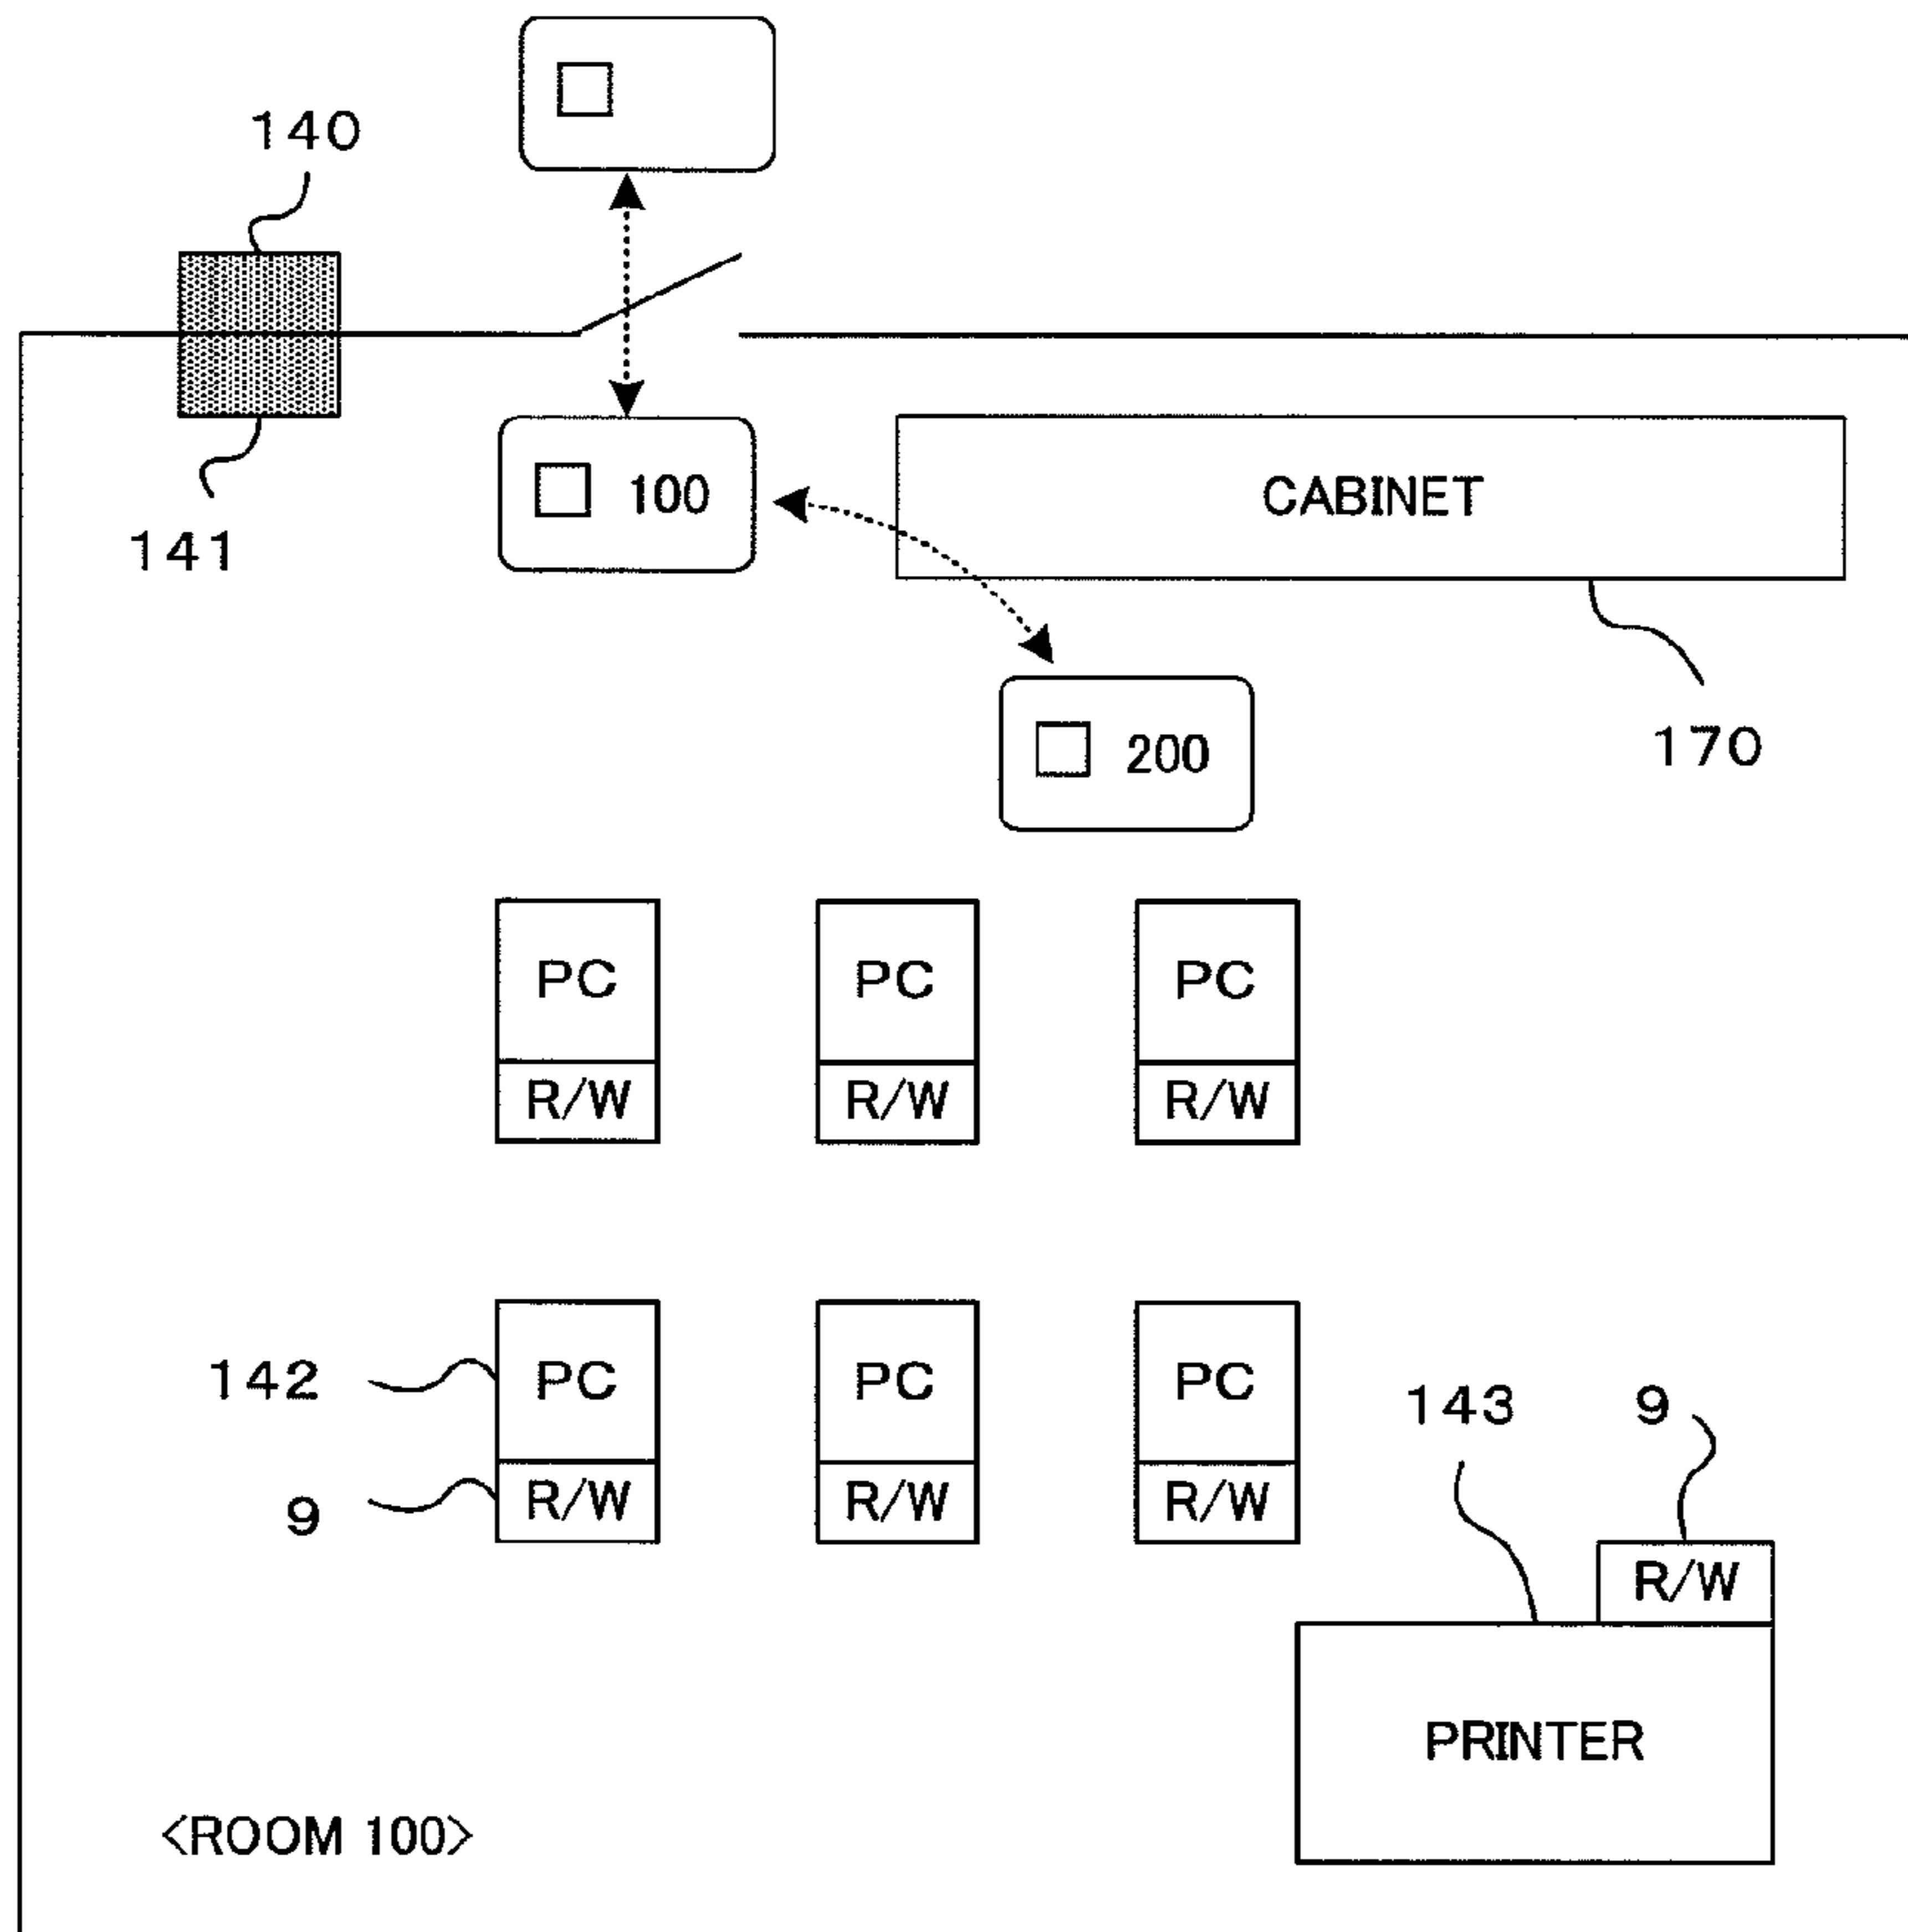 140
100
CABINET
141
200
170
PC PC PC
R/W R/W R/W
142 PC PC PC 143 9
9 R/W R/W R/W
R/W
PRINTER
<ROOM 100>